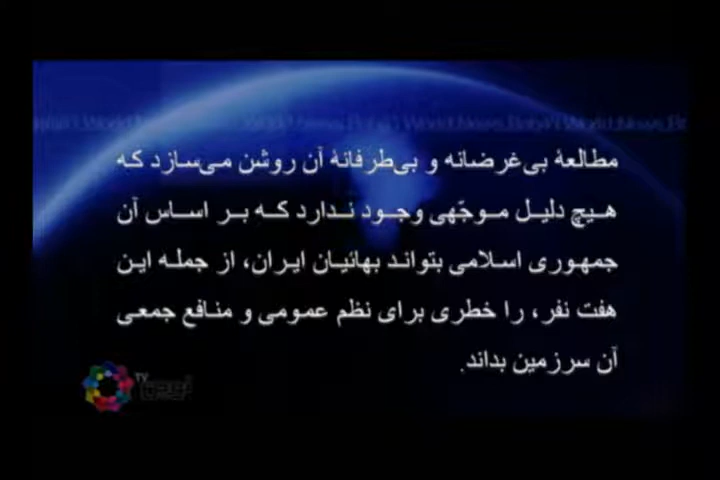 مطالعهٔ بی‌غرضانه و بی‌طرفانهٔ آن روشن می‌سازد که
هیچ دلیل موجّهی وجود ندارد که بر اساس آن
جمهوری اسلامی بتواند بهائیان ایران، از جمله این
هفت نفر، را خطری برای نظم عمومی و منافع جمعی
آن سرزمین بداند.
TV